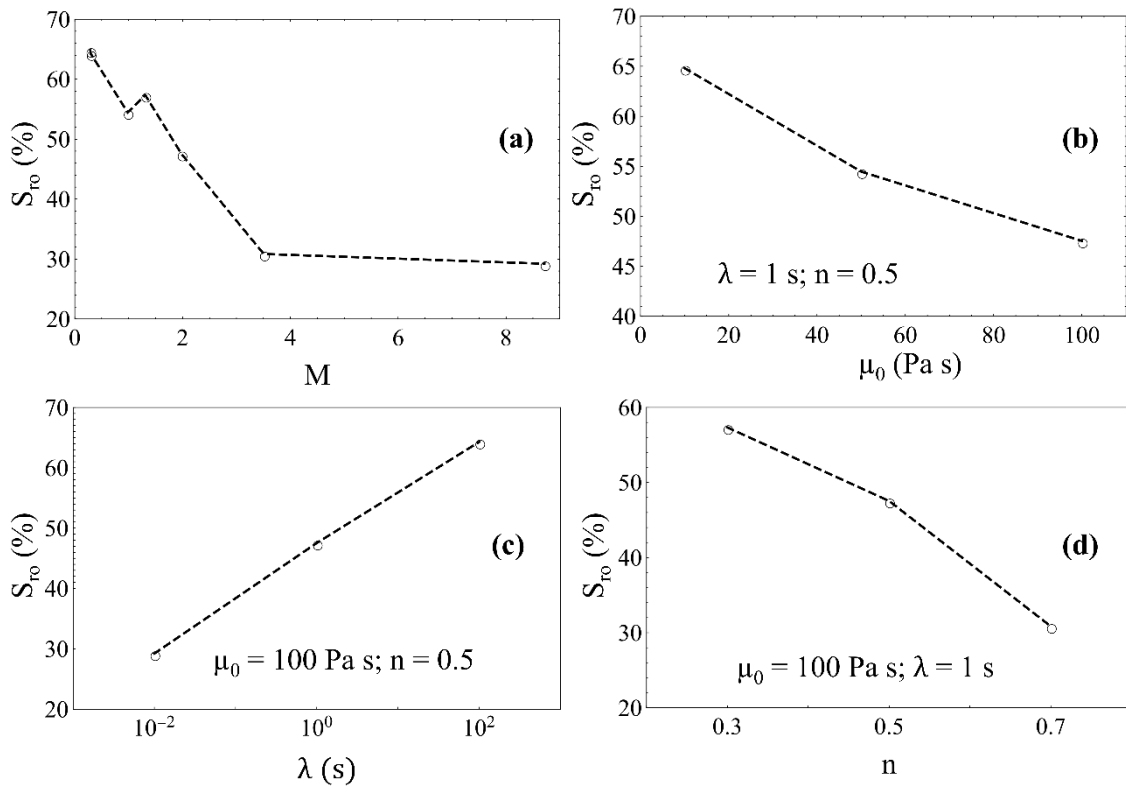 70
60
50
40
30
20
0
2
4
6
8
S_ro (%)
M
(a)
70
65
60
55
50
45
40
0
20
40
60
80
100
S_ro (%)
μ_0 (Pa s)
(b)
λ = 1 s; n = 0.5
70
60
50
40
30
20
10^−2
10^0
10^2
S_ro (%)
λ (s)
(c)
μ_0 = 100 Pa s; n = 0.5
60
50
40
30
20
0.3
0.5
0.7
S_ro (%)
n
(d)
μ_0 = 100 Pa s; λ = 1 s